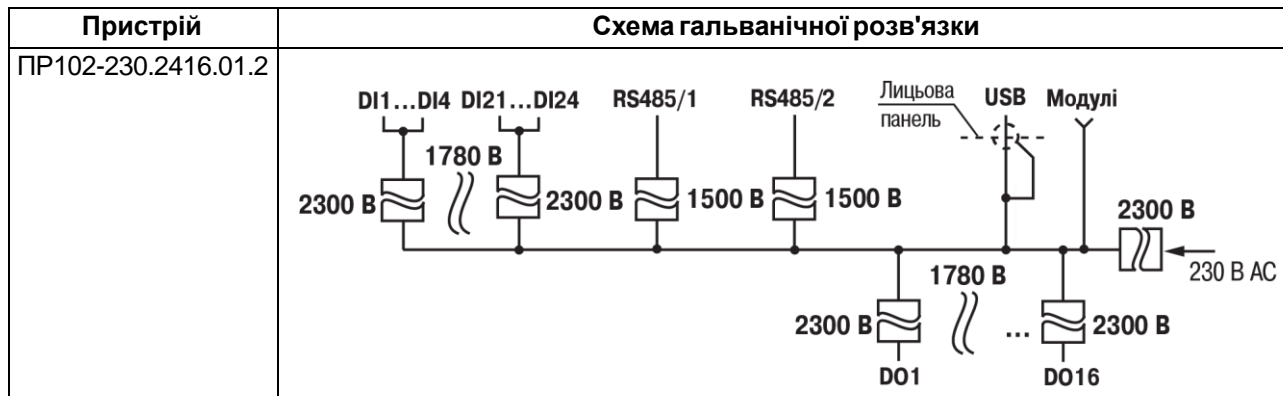 Пристрій
Схема гальванічної розв'язки
ПР102-230.2416.01.2
DI1...DI4 DI21...DI24 RS485/1 RS485/2 Лицьова USB Модулі
панель
1780 В
2300 В 2300 В 1500 В 1500 В 2300 В
230 В AC
1780 В
2300 В ... 2300 В
DO1 DO16